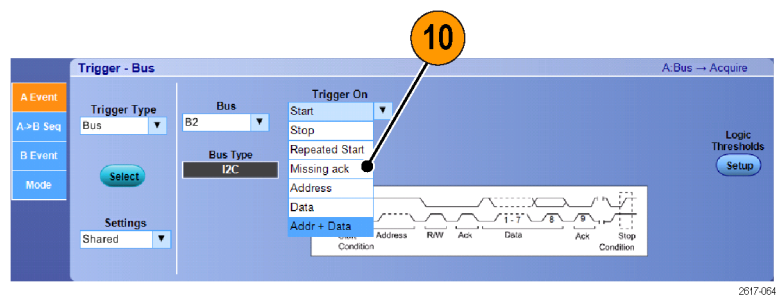 10
Trigger - Bus
A:Bus → Acquire
A Event
A->B Seq
B Event
Mode
Trigger Type
Bus
Select
Settings
Shared
Bus
B2
Bus Type
I2C
Trigger On
Start
Stop
Repeated Start
Missing ack
Address
Data
Addr + Data
Logic
Thresholds
Setup
1 - 7 8 9
Address R/W Ack Data Ack Stop
Condition Condition
2617-064